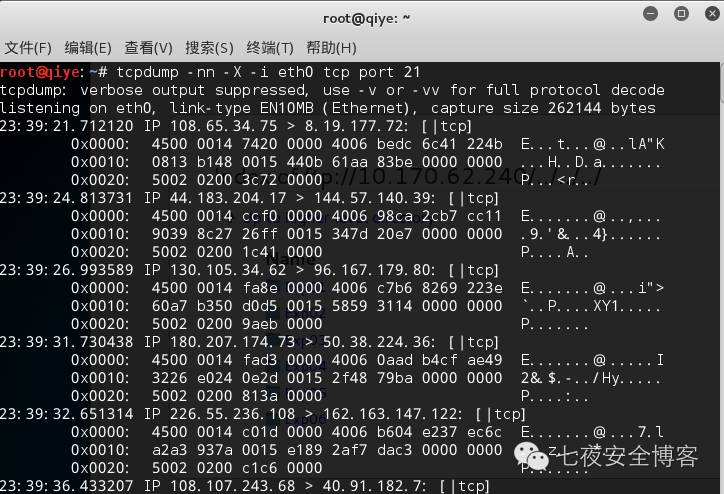 root@qiye: ~
文件(F) 编辑(E) 查看(V) 搜索(S) 终端(T) 帮助(H)
root@qiye:~# tcpdump -nn -X -i eth0 tcp port 21
tcpdump: verbose output suppressed, use -v or -vv for full protocol decode
listening on eth0, link-type EN10MB (Ethernet), capture size 262144 bytes
23:39:21.712120 IP 108.65.34.75 > 8.19.177.72: [|tcp]
0x0000: 4500 0014 7420 0000 4006 bedc 6c41 224b E...t...@..lA"K
0x0010: 0813 b148 0015 440b 61aa 83be 0000 0000 ...H..D.a.......
0x0020: 5002 0200 3c72 0000 P...<r..
23:39:24.813731 IP 44.183.204.17 > 144.57.140.39: [|tcp]
0x0000: 4500 0014 0000 4006 98ca 2cb7 cc11 E.......@..,...
0x0010: 9039 8c27 26ff 0015 347d 20e7 0000 0000 .9.'&...4}......
0x0020: 5002 0200 1c41 0000 P....A..
23:39:26.993589 IP 130.105.34.62 > 96.167.179.80: [|tcp]
0x0000: 4500 0014 fa8e 0000 4006 c7b6 8269 223e E.......@....i">
0x0010: 60a7 b350 d0d5 0015 5859 3114 0000 0000 `..P....XY1.....
0x0020: 5002 0200 9aeb 0000 P.......
23:39:31.730438 IP 180.207.174.73 > 50.38.224.36: [|tcp]
0x0000: 4500 0014 fad3 0000 4006 0aad b4cf ae49 E.......@......I
0x0010: 3226 e024 0e2d 0015 2f48 79ba 0000 0000 2&.$.-../Hy.....
0x0020: 5002 0200 813a 0000 P....:..
23:39:32.651314 IP 226.55.236.108 > 162.163.147.122: [|tcp]
0x0000: 4500 0014 c01d 0000 4006 b604 e237 ec6c E.......@....7.l
0x0010: a2a3 937a 0015 e189 2af7 dac3 0000 0000
0x0020: 5002 0200 c1c6 0000 P.......
23:39:36.433207 IP 108.107.243.68 > 40.91.182.7: [|tcp]
七夜安全博客